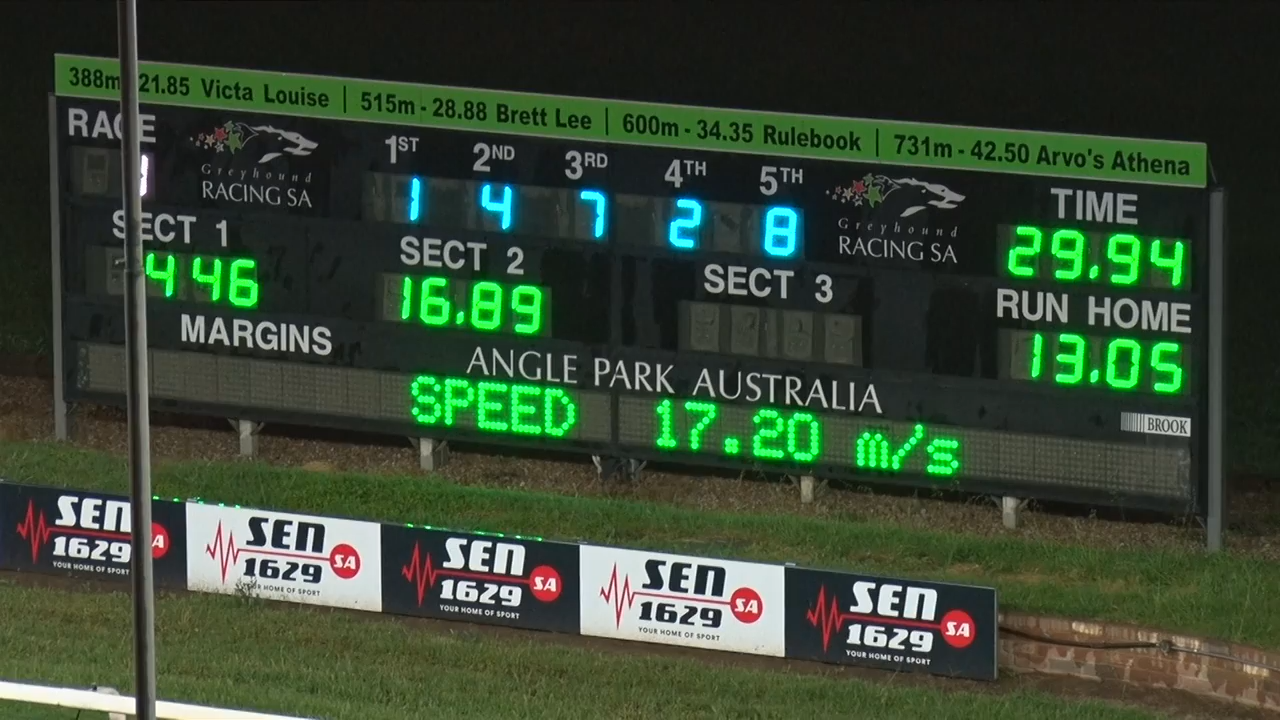 388m 21.85 Victa Louise | 515m - 28.88 Brett Lee | 600m - 34.35 Rulebook | 731m - 42.50 Arvo's Athena
RACE
Greyhound
RACING SA
1ST 2ND 3RD 4TH 5TH
1 4 7 2 8
Greyhound
RACING SA
TIME
29.94
SECT 1
4 46
SECT 2
16.89
SECT 3
RUN HOME
13.05
MARGINS
ANGLE PARK AUSTRALIA
SPEED 17.20 m/s
BROOK
SEN
1629
SA
YOUR HOME OF SPORT
SEN
1629
SA
YOUR HOME OF SPORT
SEN
1629
SA
YOUR HOME OF SPORT
SEN
1629
SA
YOUR HOME OF SPORT
SEN
1629
SA
YOUR HOME OF SPORT